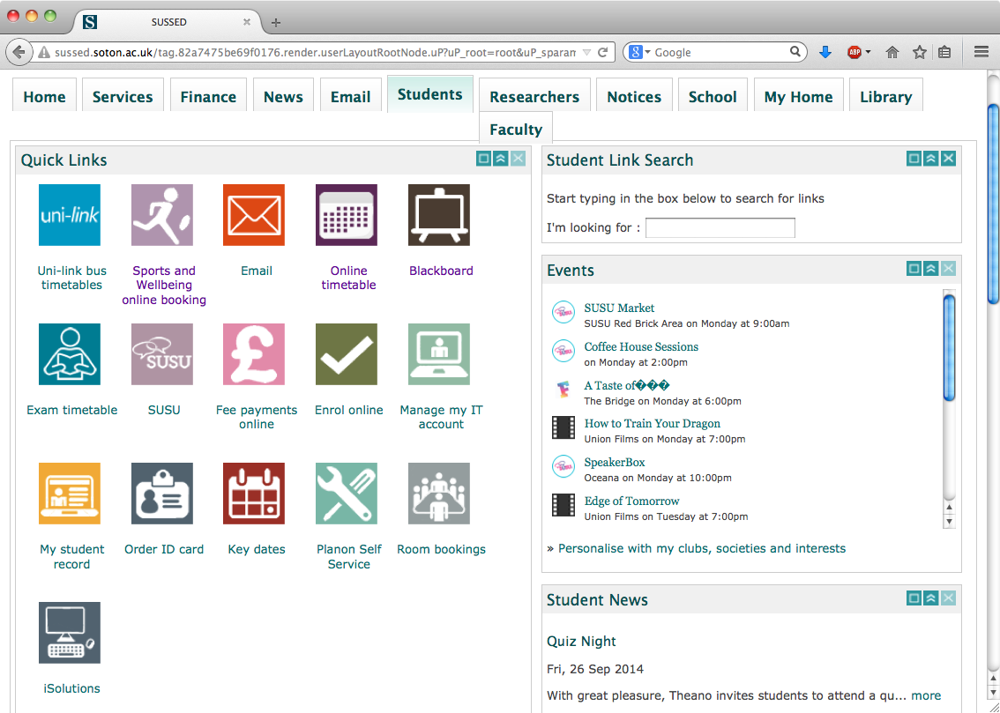 SUSSED
sussed.soton.ac.uk/tag.82a7475be69f0176.render.userLayoutRootNode.uP?uP_root=root&uP_sparam
Google
ABP
Home
Services
Finance
News
Email
Students
Researchers
Notices
School
My Home
Library
Faculty
Quick Links
uni-link
Uni-link bus
timetables
Sports and
Wellbeing
online booking
Email
Online
timetable
Blackboard
SUSU
Exam timetable
SUSU
Fee payments
online
Enrol online
Manage my IT
account
My student
record
Order ID card
Key dates
Planon Self
Service
Room bookings
iSolutions
Student Link Search
Start typing in the box below to search for links
I'm looking for :
Events
SUSU Market
SUSU Red Brick Area on Monday at 9:00am
Coffee House Sessions
on Monday at 2:00pm
A Taste of���
The Bridge on Monday at 6:00pm
How to Train Your Dragon
Union Films on Monday at 7:00pm
SpeakerBox
Oceana on Monday at 10:00pm
Edge of Tomorrow
Union Films on Tuesday at 7:00pm
» Personalise with my clubs, societies and interests
Student News
Quiz Night
Fri, 26 Sep 2014
With great pleasure, Theano invites students to attend a qu... more